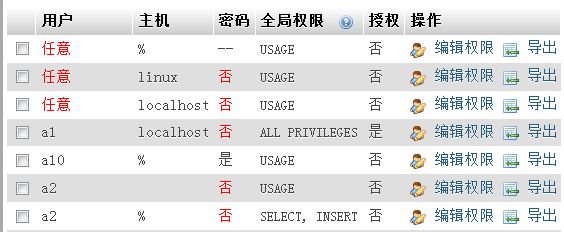 用户 主机 密码 全局权限 授权 操作
任意 % -- USAGE 否 编辑权限 导出
任意 linux 否 USAGE 否 编辑权限 导出
任意 localhost 否 USAGE 否 编辑权限 导出
a1 localhost 否 ALL PRIVILEGES 是 编辑权限 导出
a10 % 是 USAGE 否 编辑权限 导出
a2 否 USAGE 否 编辑权限 导出
a2 % 否 SELECT, INSERT 否 编辑权限 导出